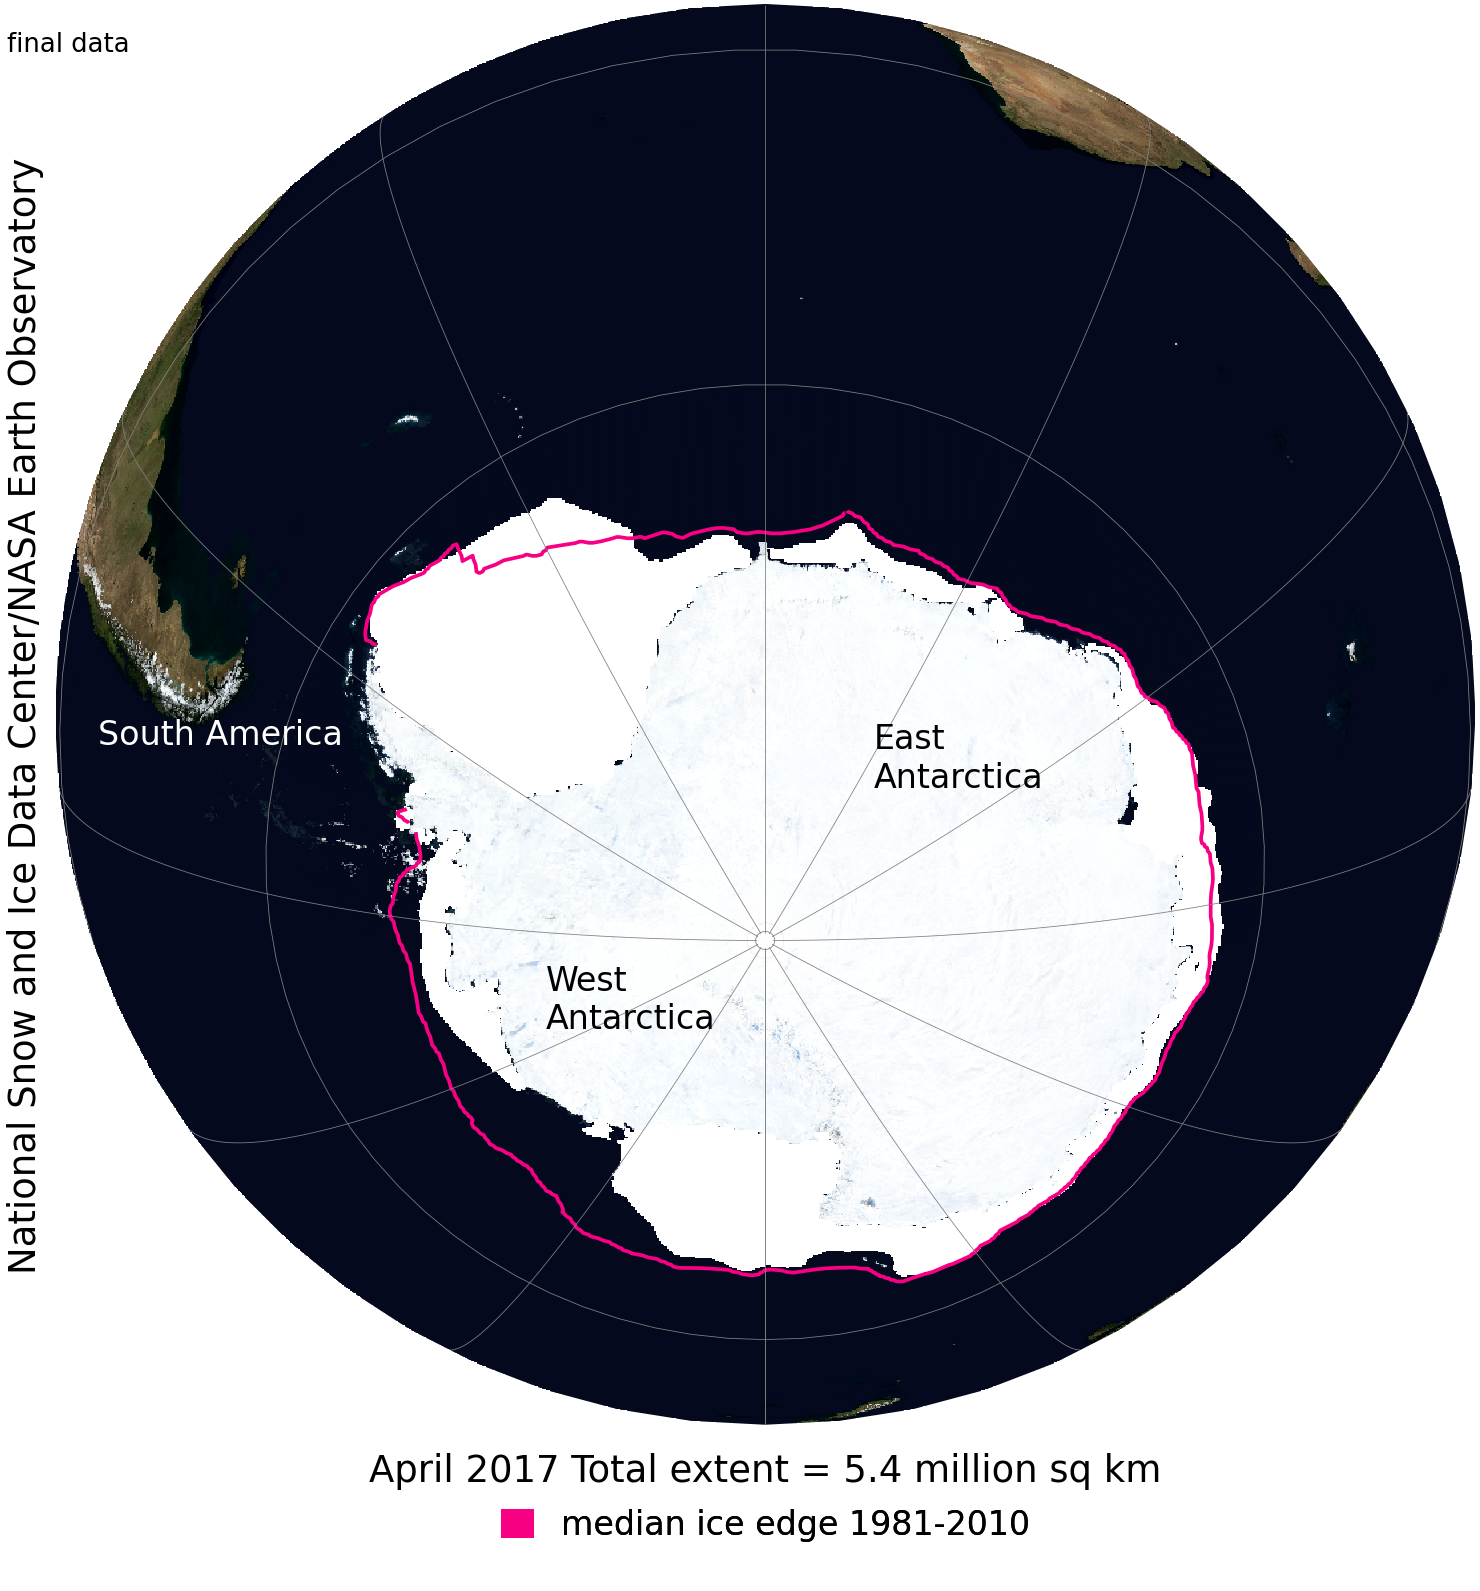 final data
National Snow and Ice Data Center/NASA Earth Observatory
South America
East
Antarctica
West
Antarctica
April 2017 Total extent = 5.4 million sq km
median ice edge 1981-2010